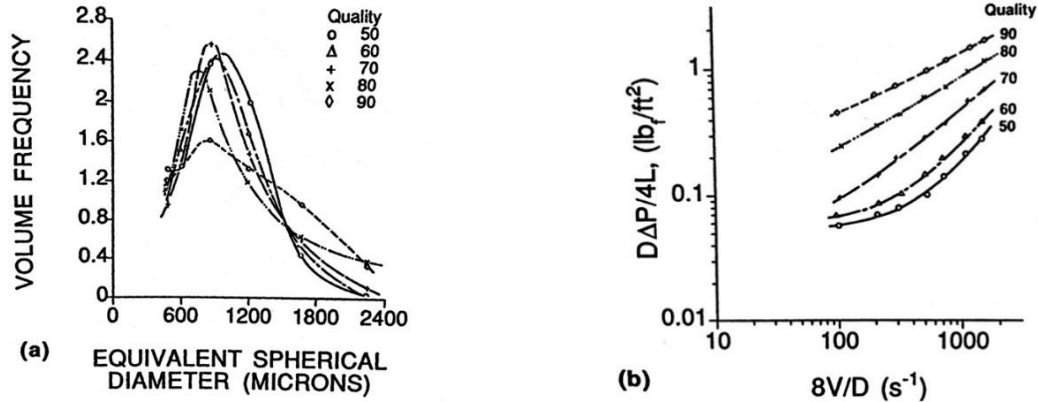 VOLUME FREQUENCY
2.8
2.4
2.0
1.6
1.2
0.8
0.4
0
0 600 1200 1800 2400
Quality
50
60
70
80
90
(a) EQUIVALENT SPHERICAL
DIAMETER (MICRONS)
DΔP/4L, (lb_f/ft²)
1
0.1
0.01
10 100 1000
Quality
90
80
70
60
50
(b) 8V/D (s⁻¹)